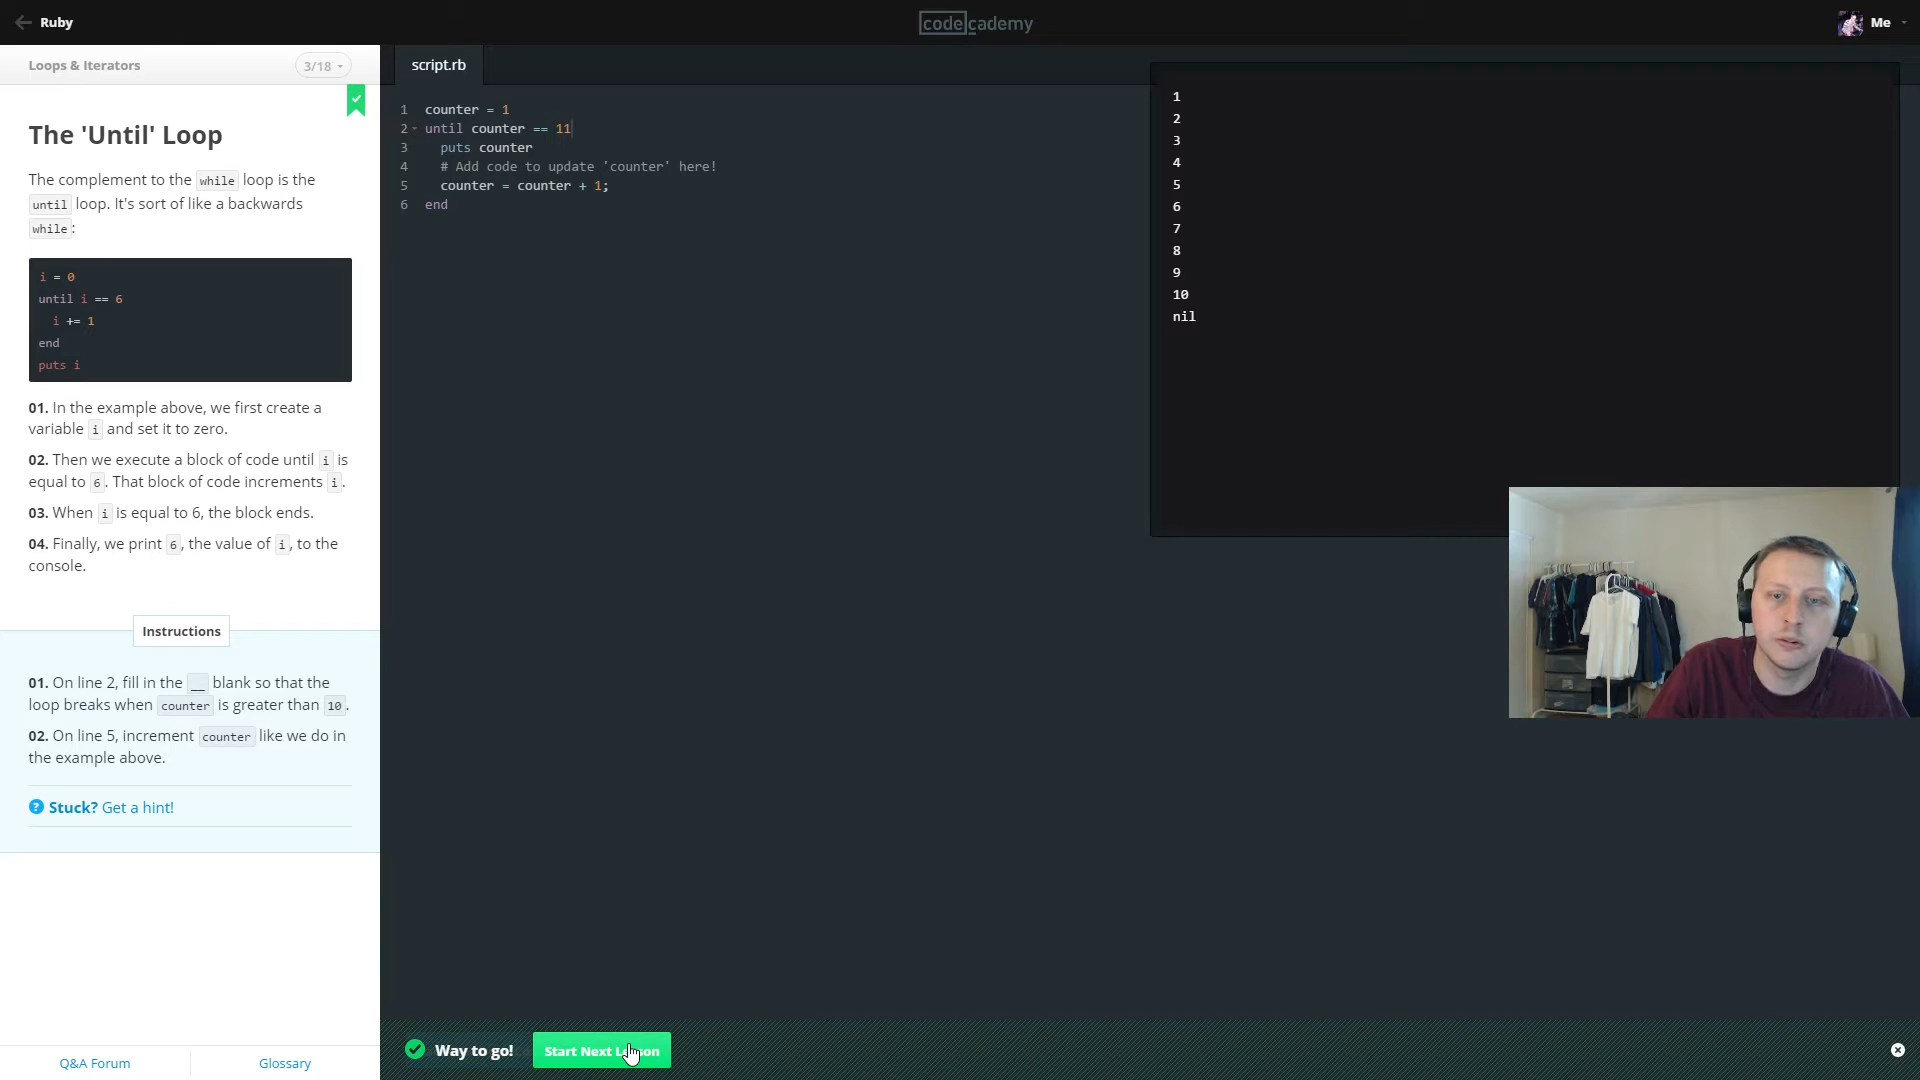 Ruby
codecademy
Me
Loops & Iterators
3/18
script.rb
The 'Until' Loop
The complement to the while loop is the
until loop. It's sort of like a backwards
while:
i = 0
until i == 6
i += 1
end
puts i
01. In the example above, we first create a
variable i and set it to zero.
02. Then we execute a block of code until i is
equal to 6. That block of code increments i.
03. When i is equal to 6, the block ends.
04. Finally, we print 6, the value of i, to the
console.
Instructions
01. On line 2, fill in the __ blank so that the
loop breaks when counter is greater than 10.
02. On line 5, increment counter like we do in
the example above.
? Stuck? Get a hint!
Q&A Forum
Glossary
1 counter = 1
2 until counter == 11
3 puts counter
4 # Add code to update 'counter' here!
5 counter = counter + 1;
6 end
1
2
3
4
5
6
7
8
9
10
nil
Way to go!
Start Next Lesson